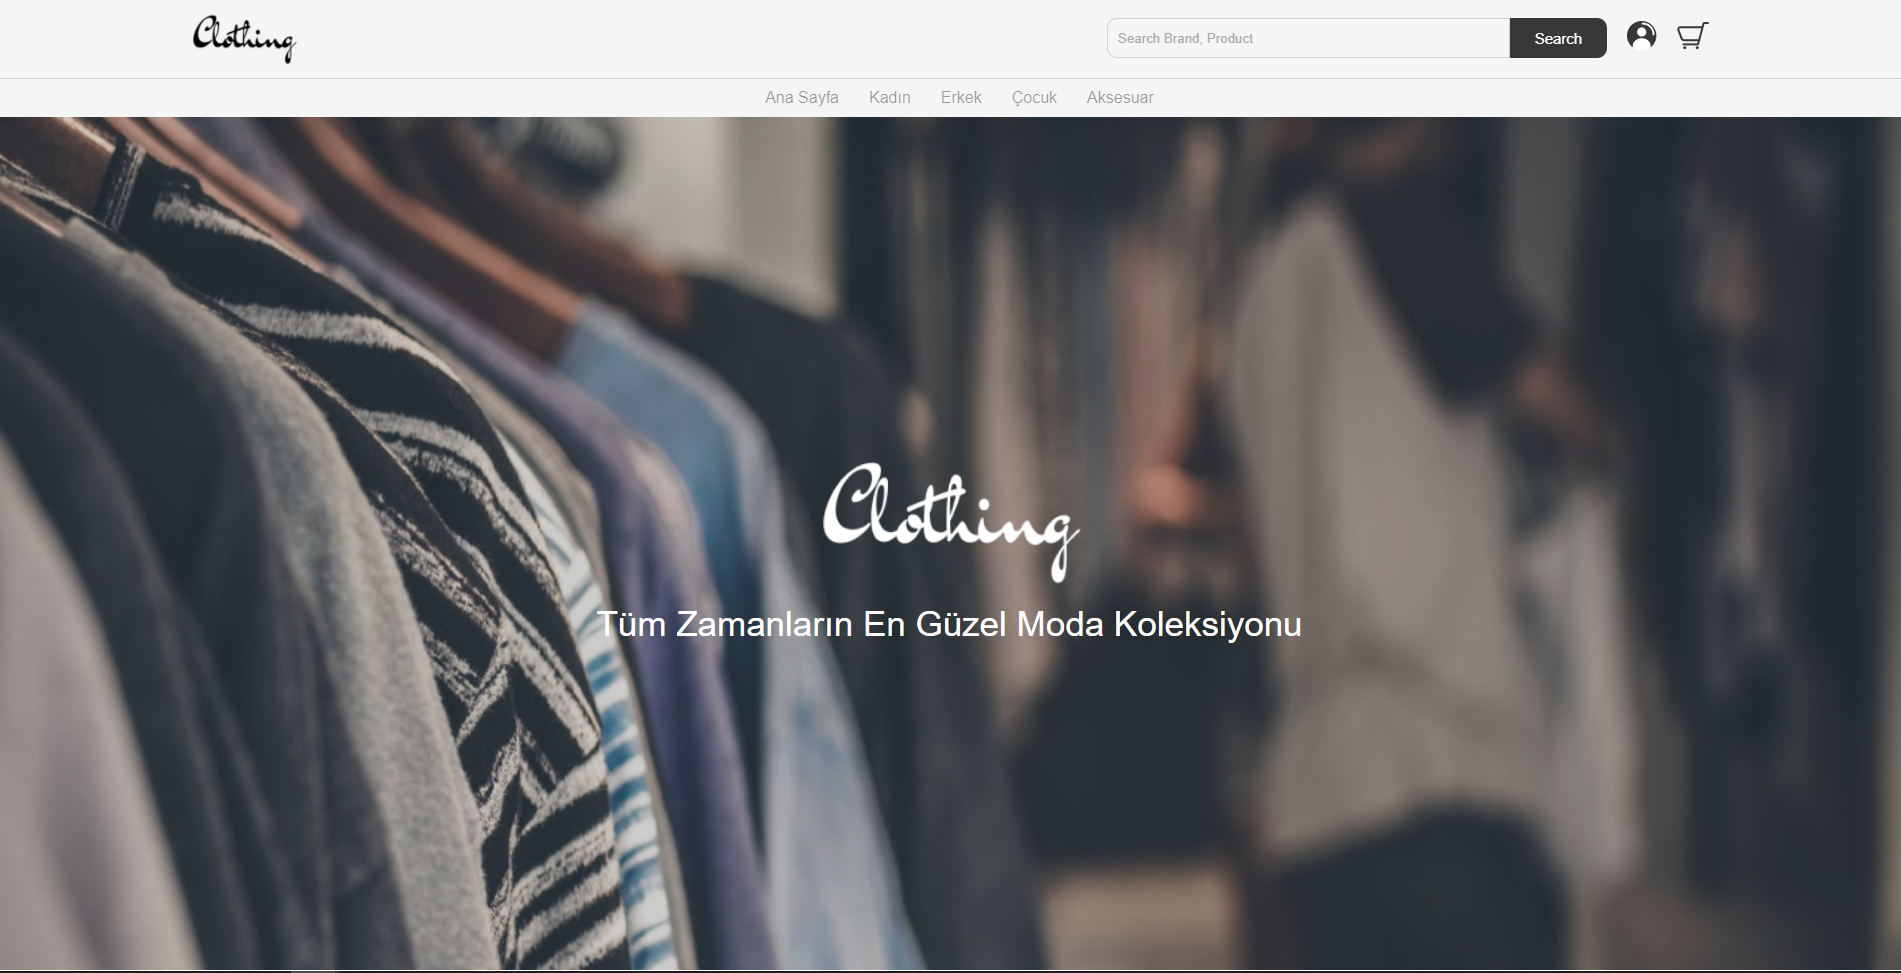 Clothing
Search Brand, Product
Search
Ana Sayfa Kadın Erkek Çocuk Aksesuar
Clothing
Tüm Zamanların En Güzel Moda Koleksiyonu